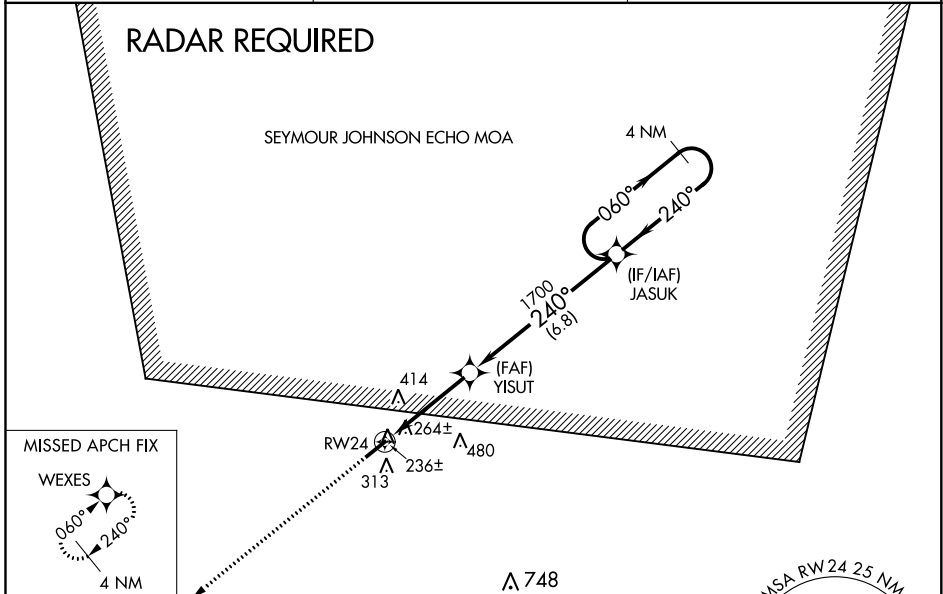 RADAR REQUIRED
SEYMOUR JOHNSON ECHO MOA
4 NM
060°
240°
(IF/IAF)
JASUK
1700
240°
(6.8)
(FAF)
YISUT
414
264±
RW24
480
236±
313
MISSED APCH FIX
WEXES
060°
240°
4 NM
748
MSA RW24 25 NM